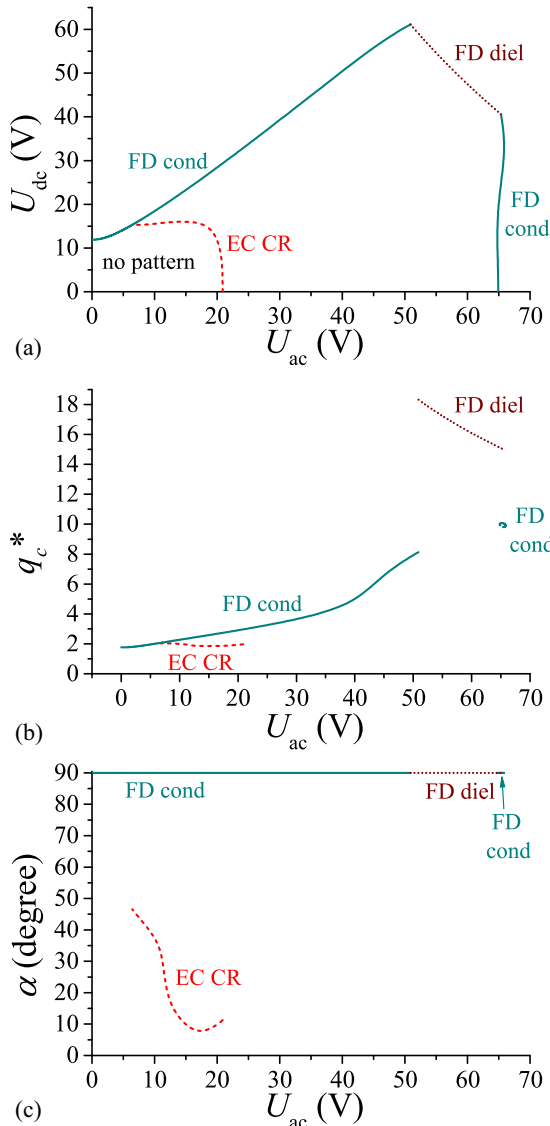 60
50
40
30
20
10
0
U_dc (V)
FD diel
FD cond
FD
cond
EC CR
no pattern
0 10 20 30 40 50 60 70
(a)
U_ac (V)
18
16
14
12
10
8
6
4
2
0
q_c*
FD diel
FD
cond
FD cond
EC CR
0 10 20 30 40 50 60 70
(b)
U_ac (V)
90
80
70
60
50
40
30
20
10
0
α (degree)
FD cond
FD diel
FD
cond
EC CR
0 10 20 30 40 50 60 70
(c)
U_ac (V)